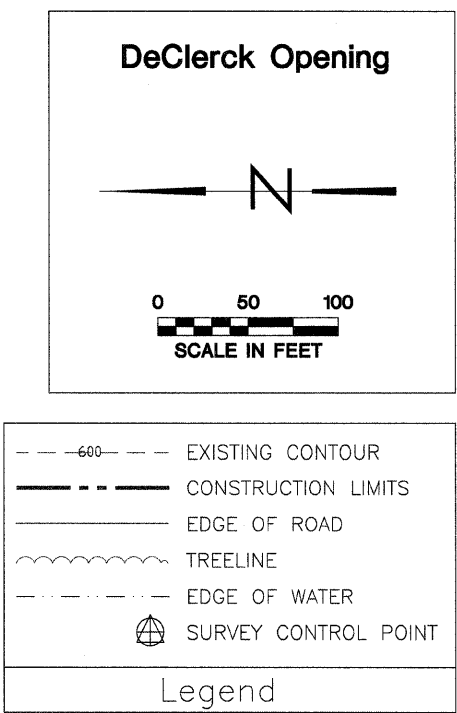 DeClerck Opening
N
0 50 100
SCALE IN FEET
600 EXISTING CONTOUR
CONSTRUCTION LIMITS
EDGE OF ROAD
TREELINE
EDGE OF WATER
SURVEY CONTROL POINT
Legend